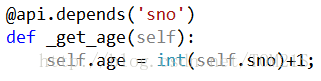 @api.depends('sno')
def _get_age(self):
    self.age = int(self.sno)+1;